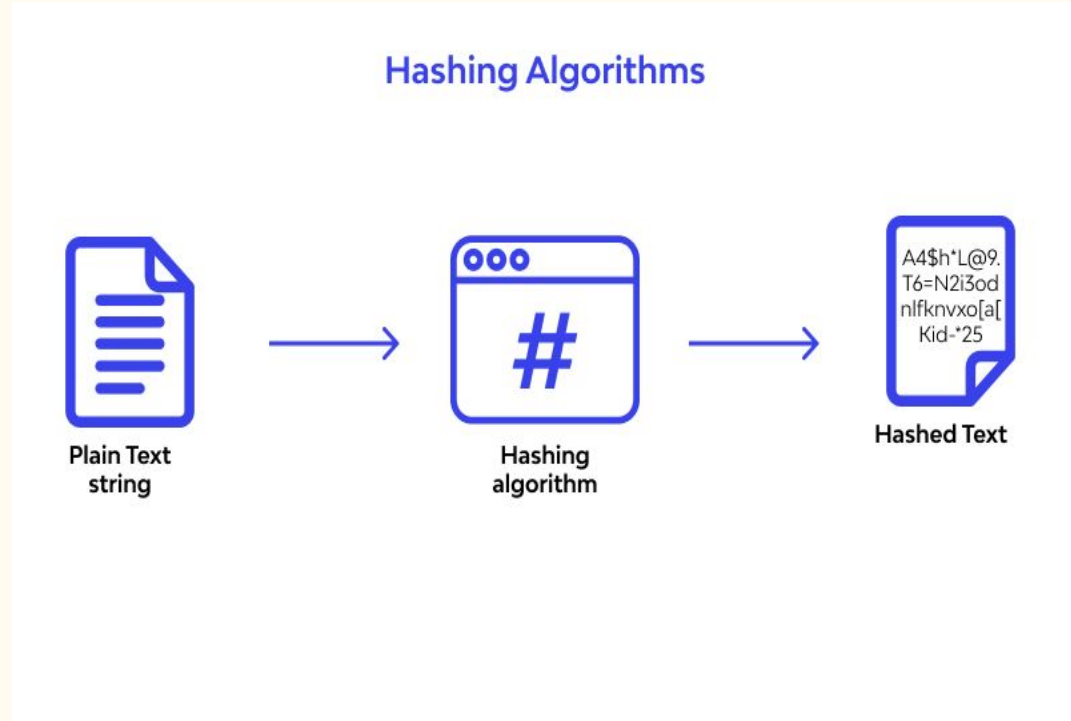 Hashing Algorithms
Plain Text
string
#
Hashing
algorithm
A4$h*L@9.
T6=N2i3od
nlfknvxo[a[
Kid-*25
Hashed Text